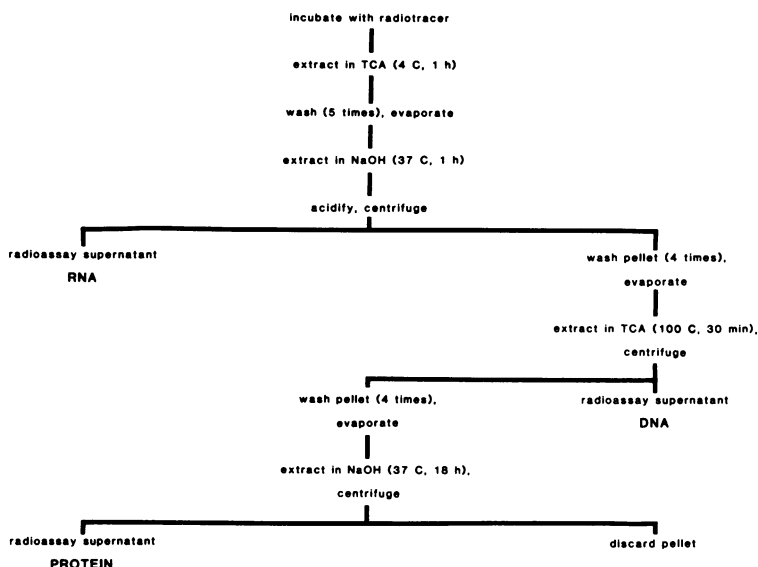 incubate with radiotracer
extract in TCA (4 C, 1 h)
wash (5 times), evaporate
extract in NaOH (37 C, 1 h)
acidify, centrifuge
radioassay supernatant
RNA
wash pellet (4 times),
evaporate
extract in TCA (100 C, 30 min),
centrifuge
wash pellet (4 times),
evaporate
radioassay supernatant
DNA
extract in NaOH (37 C, 18 h),
centrifuge
radioassay supernatant
PROTEIN
discard pellet